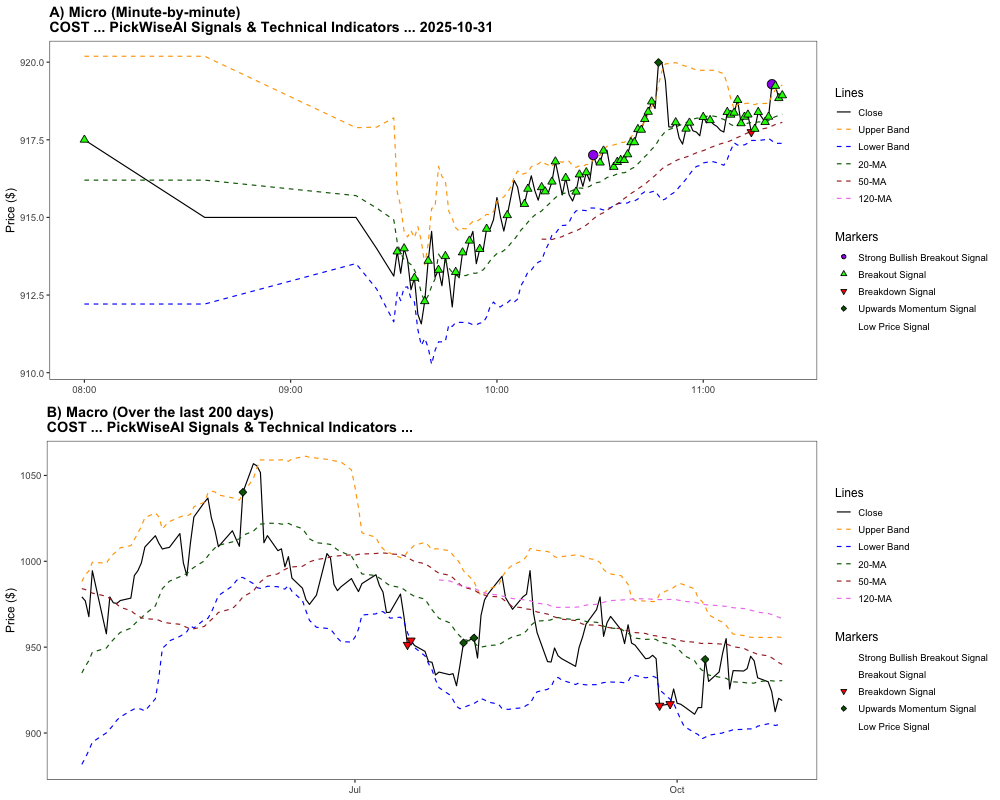 A) Micro (Minute-by-minute)
COST ... PickWiseAI Signals & Technical Indicators ... 2025-10-31
Price ($)
920.0
917.5
915.0
912.5
910.0
08:00
09:00
10:00
11:00
Lines
Close
Upper Band
Lower Band
20-MA
50-MA
120-MA
Markers
Strong Bullish Breakout Signal
Breakout Signal
Breakdown Signal
Upwards Momentum Signal
Low Price Signal
B) Macro (Over the last 200 days)
COST ... PickWiseAI Signals & Technical Indicators ...
Price ($)
1050
1000
950
900
Jul
Oct
Lines
Close
Upper Band
Lower Band
20-MA
50-MA
120-MA
Markers
Strong Bullish Breakout Signal
Breakout Signal
Breakdown Signal
Upwards Momentum Signal
Low Price Signal